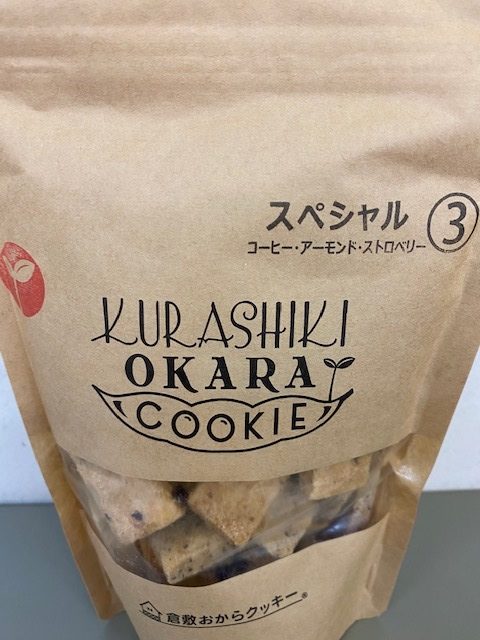 スペシャル ③
コーヒー・アーモンド・ストロベリー
KURASHIKI
OKARA
COOKIE
倉敷おからクッキー®